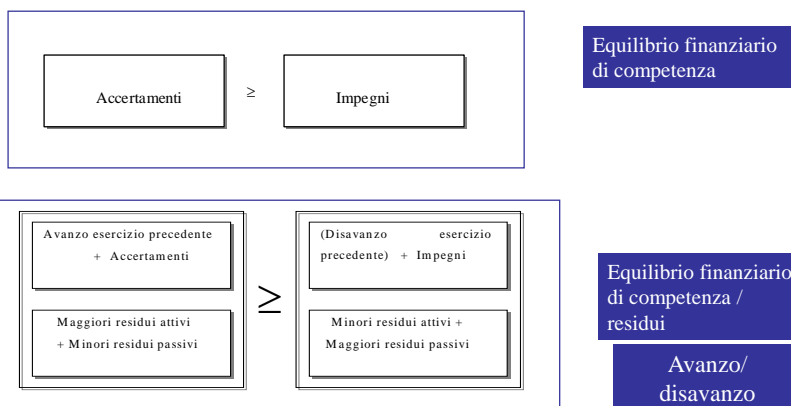 Equilibrio finanziario
di competenza
Accertamenti
≥
Impegni
Avanzo esercizio precedente
+ Accertamenti
Maggiori residui attivi
+ Minori residui passivi
≥
(Disavanzo esercizio
precedente) + Impegni
Minori residui attivi +
Maggiori residui passivi
Equilibrio finanziario
di competenza /
residui
Avanzo/
disavanzo